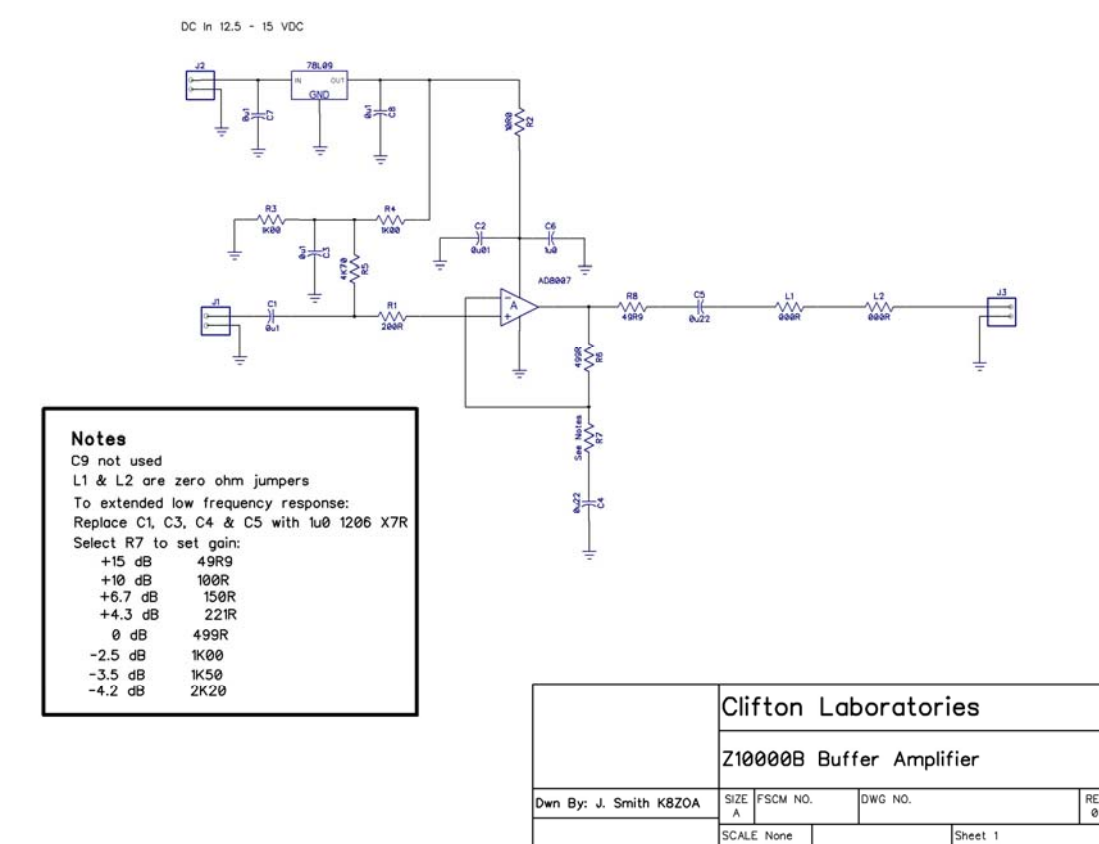 DC In 12.5 - 15 VDC
J2
78L09
IN OUT
GND
0u1 C7
0u1 C8
10R0 R2
R3
1K00
R4
1K00
0u1 C3
4K70 R5
C2
0u01
C6
1u0
AD8007
J1
C1
0u1
R1
200R
A
R8
49R9
C5
0u22
L1
000R
L2
000R
J3
499R R6
See Notes R7
0u22 C4
Notes
C9 not used
L1 & L2 are zero ohm jumpers
To extended low frequency response:
Replace C1, C3, C4 & C5 with 1u0 1206 X7R
Select R7 to set gain:
+15 dB 49R9
+10 dB 100R
+6.7 dB 150R
+4.3 dB 221R
0 dB 499R
-2.5 dB 1K00
-3.5 dB 1K50
-4.2 dB 2K20
Clifton Laboratories
Z10000B Buffer Amplifier
Dwn By: J. Smith K8ZOA
SIZE FSCM NO. DWG NO. RE
A 0
SCALE None Sheet 1